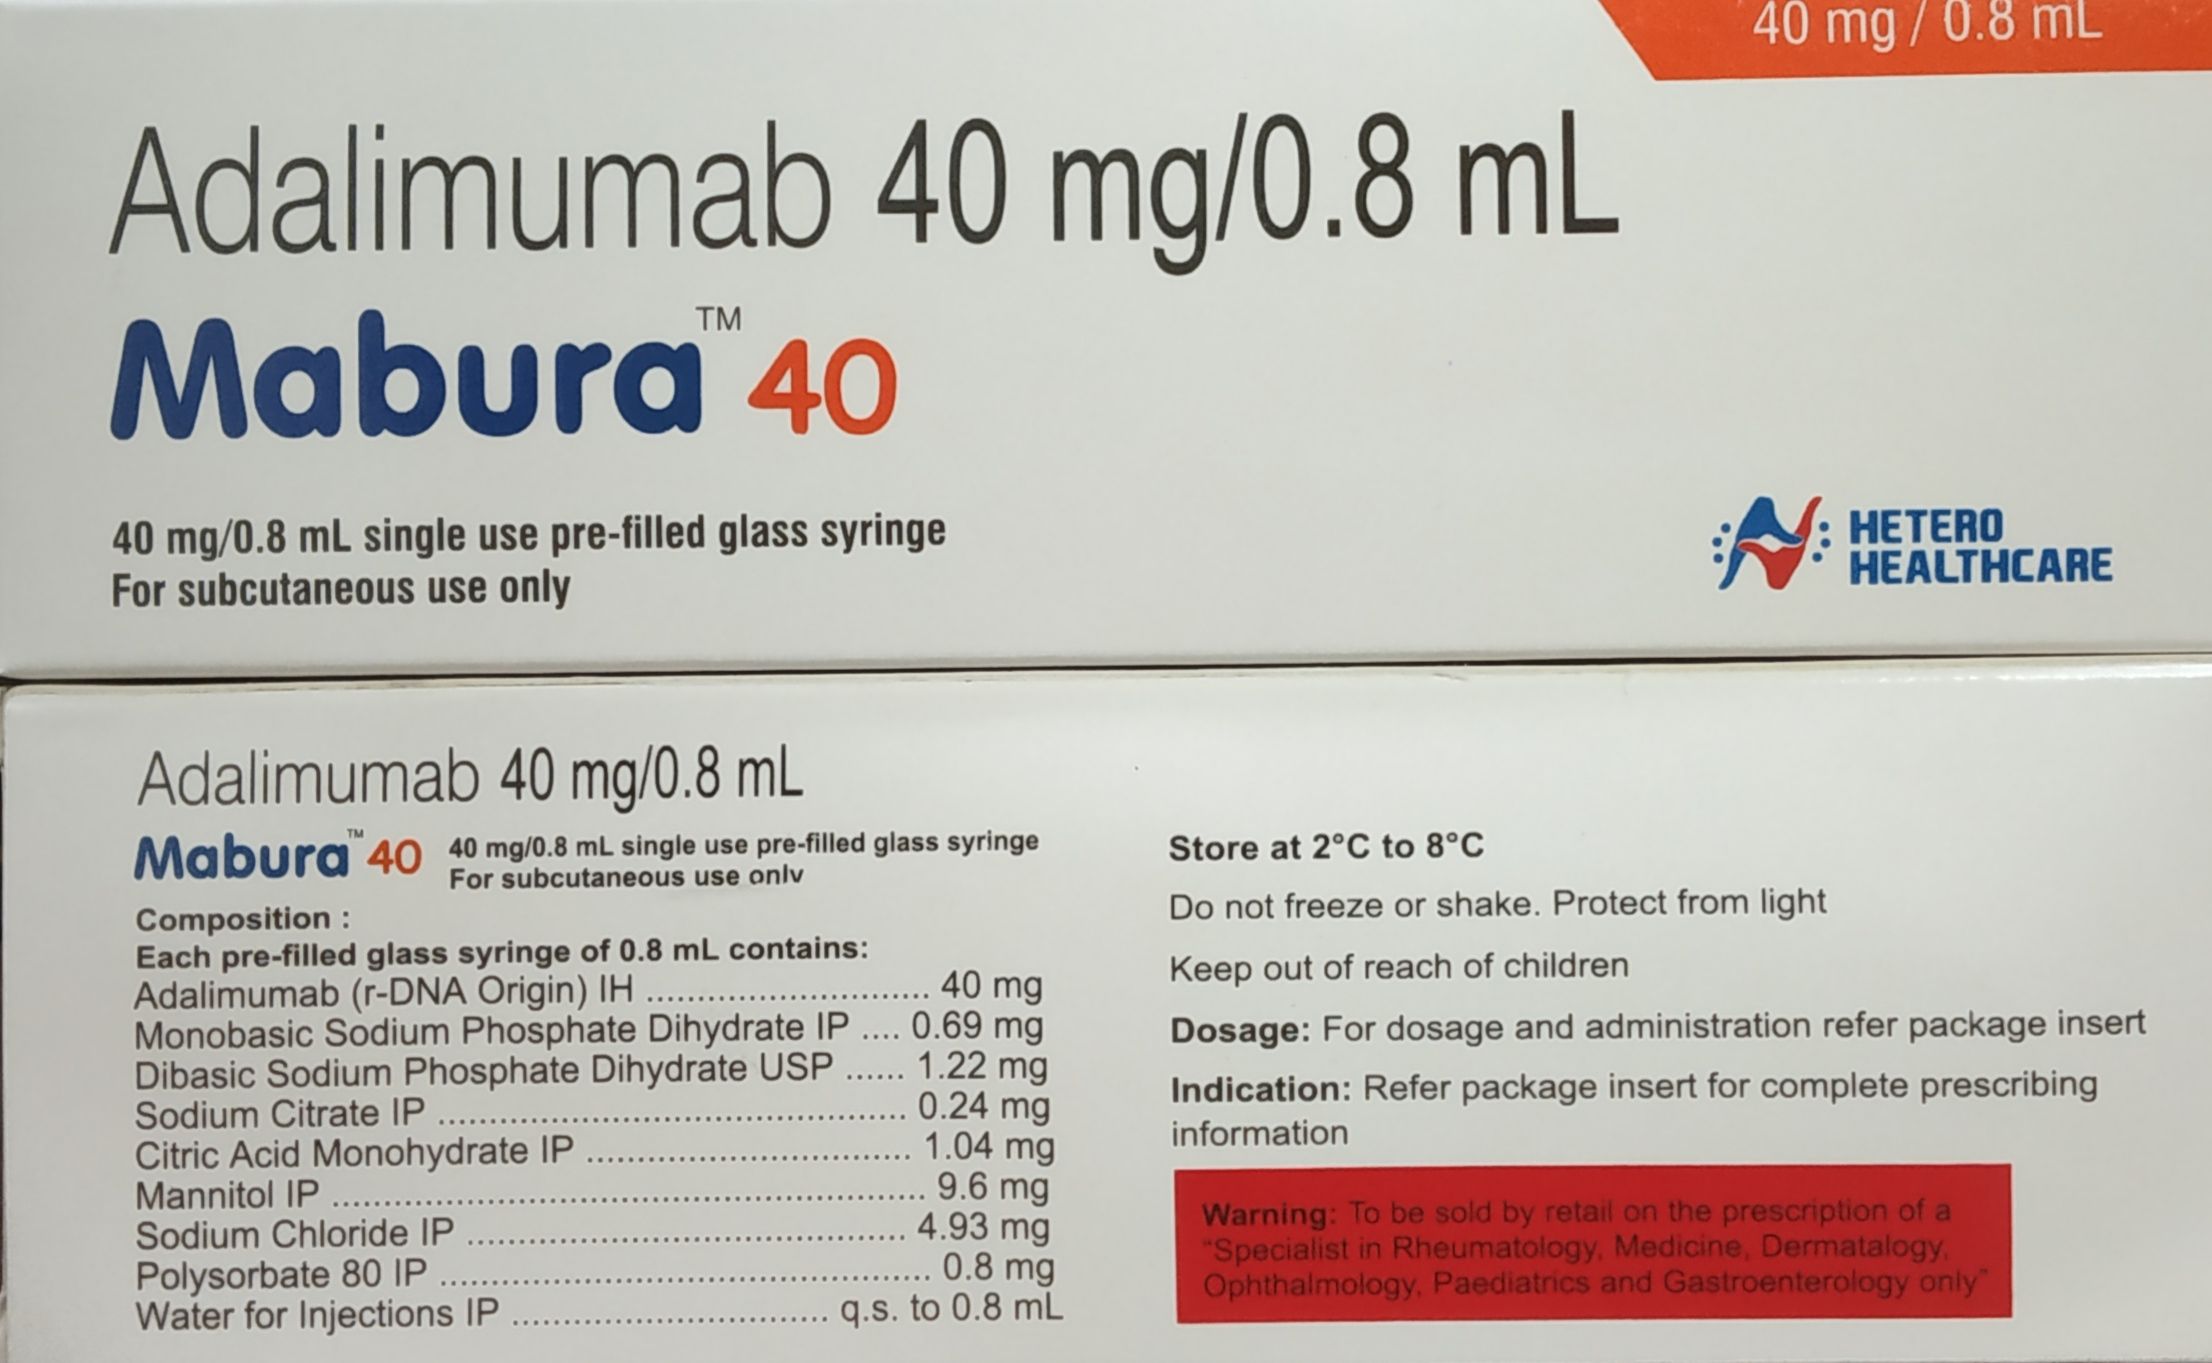 40 mg / 0.8 mL
Adalimumab 40 mg/0.8 mL
Mabura™ 40
40 mg/0.8 mL single use pre-filled glass syringe
For subcutaneous use only
HETERO
HEALTHCARE
Adalimumab 40 mg/0.8 mL
Mabura™ 40
40 mg/0.8 mL single use pre-filled glass syringe
For subcutaneous use only
Composition :
Each pre-filled glass syringe of 0.8 mL contains:
Adalimumab (r-DNA Origin) IH ............................ 40 mg
Monobasic Sodium Phosphate Dihydrate IP .... 0.69 mg
Dibasic Sodium Phosphate Dihydrate USP ...... 1.22 mg
Sodium Citrate IP .............................................. 0.24 mg
Citric Acid Monohydrate IP ................................ 1.04 mg
Mannitol IP .......................................................... 9.6 mg
Sodium Chloride IP ........................................... 4.93 mg
Polysorbate 80 IP ................................................ 0.8 mg
Water for Injections IP ............................... q.s. to 0.8 mL
Store at 2°C to 8°C
Do not freeze or shake. Protect from light
Keep out of reach of children
Dosage: For dosage and administration refer package insert
Indication: Refer package insert for complete prescribing
information
Warning: To be sold by retail on the prescription of a
"Specialist in Rheumatology, Medicine, Dermatalogy,
Ophthalmology, Paediatrics and Gastroenterology only"